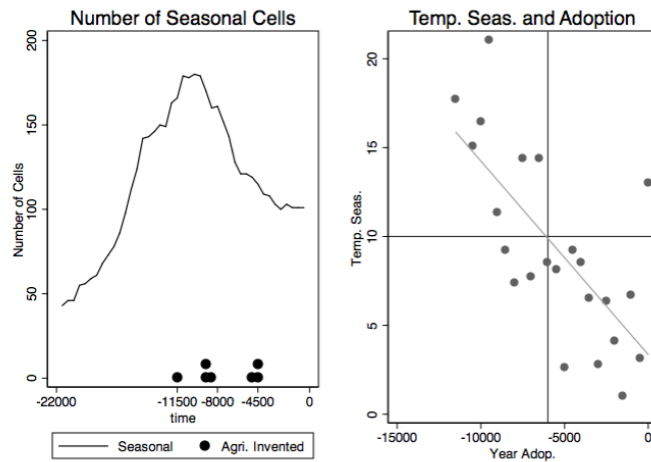 Number of Seasonal Cells
Number of Cells
200
150
100
50
0
-22000
-11500
-8000
-4500
0
time
Seasonal
Agri. Invented
Temp. Seas. and Adoption
Temp. Seas.
20
15
10
5
0
-15000
-10000
-5000
0
Year Adop.